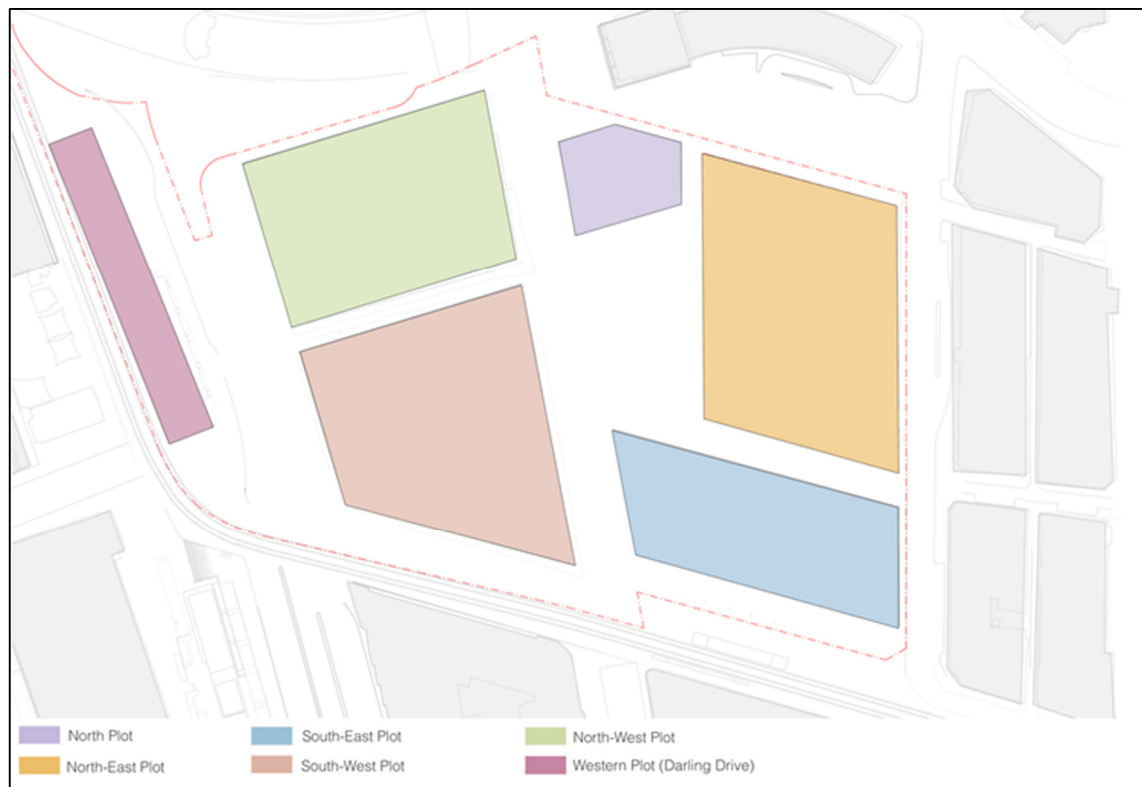 North Plot
South-East Plot
North-West Plot
North-East Plot
South-West Plot
Western Plot (Darling Drive)